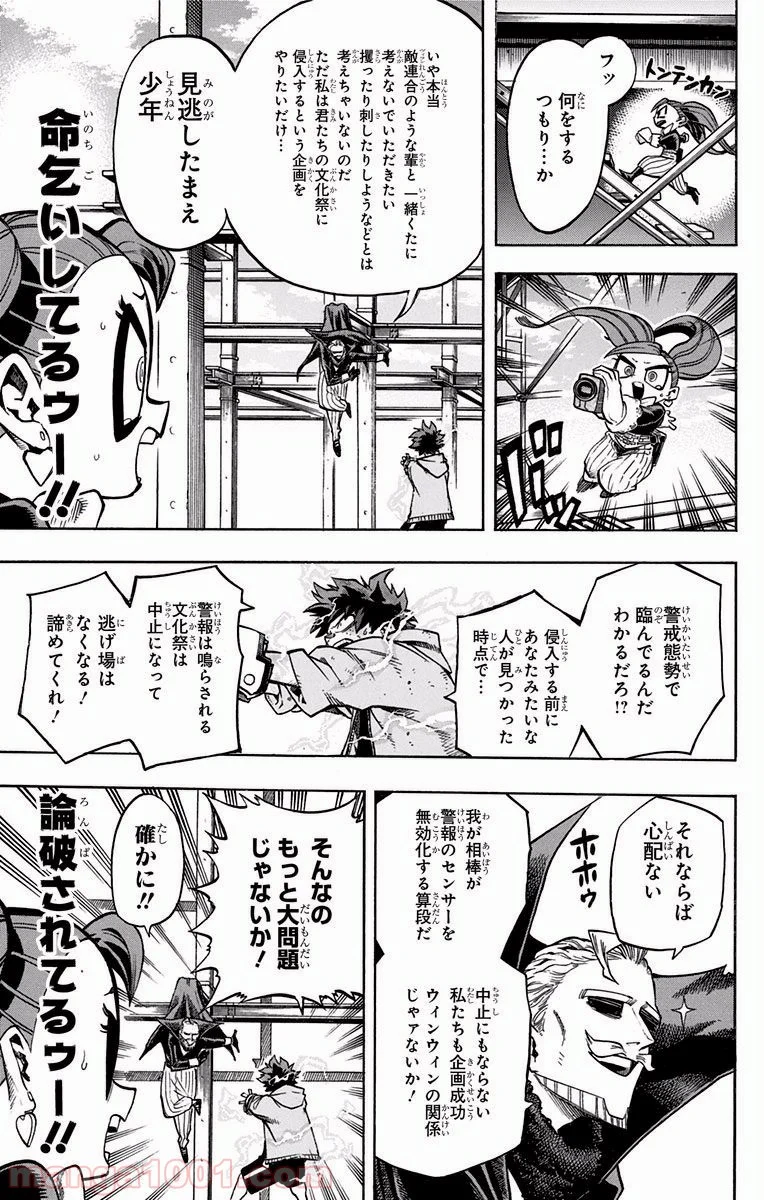 トンテンカン
フッ
何をする
つもり…か
バッ
いや本当
敵連合のような輩と一緒くたに
考えないでいただきたい
攫ったり刺したりしようなどとは
考えちゃいないのだ
ただ私は君たちの文化祭に
侵入するという企画を
やりたいだけ…
見逃したまえ
少年
命乞いしてるゥー!!
警戒態勢で
臨んでるんだ
わかるだろ!?
侵入する前に
あなたみたいな
人が見つかった
時点で…
警報は鳴らされる
文化祭は
中止になって
逃げ場は
なくなる!
諦めてくれ!
それならば
心配ない
ホホゥ
我が相棒が
警報のセンサーを
無効化する算段だ
中止にもならない
私たちも企画成功
ウィンウィンの関係
じゃァないか!
そんなの
もっと大問題
じゃないか!
確かに!!
論破されてるゥー!!
manga1001.com